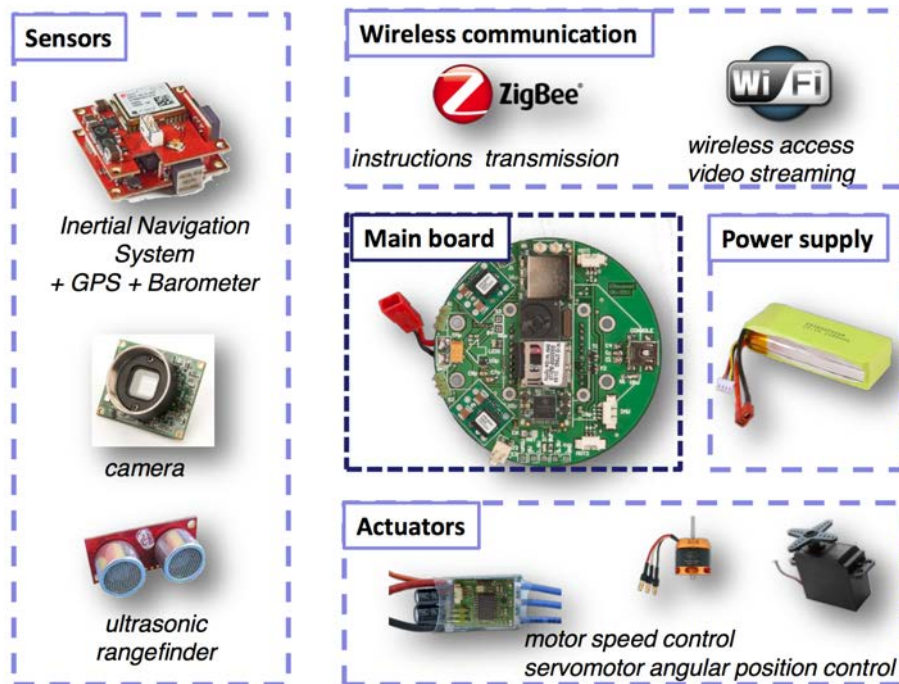 Sensors
Inertial Navigation
System
+ GPS + Barometer
camera
ultrasonic
rangefinder
Wireless communication
ZigBee®
instructions transmission
Wi Fi
wireless access
video streaming
Main board
CONSOLE
Power supply
Actuators
motor speed control
servomotor angular position control